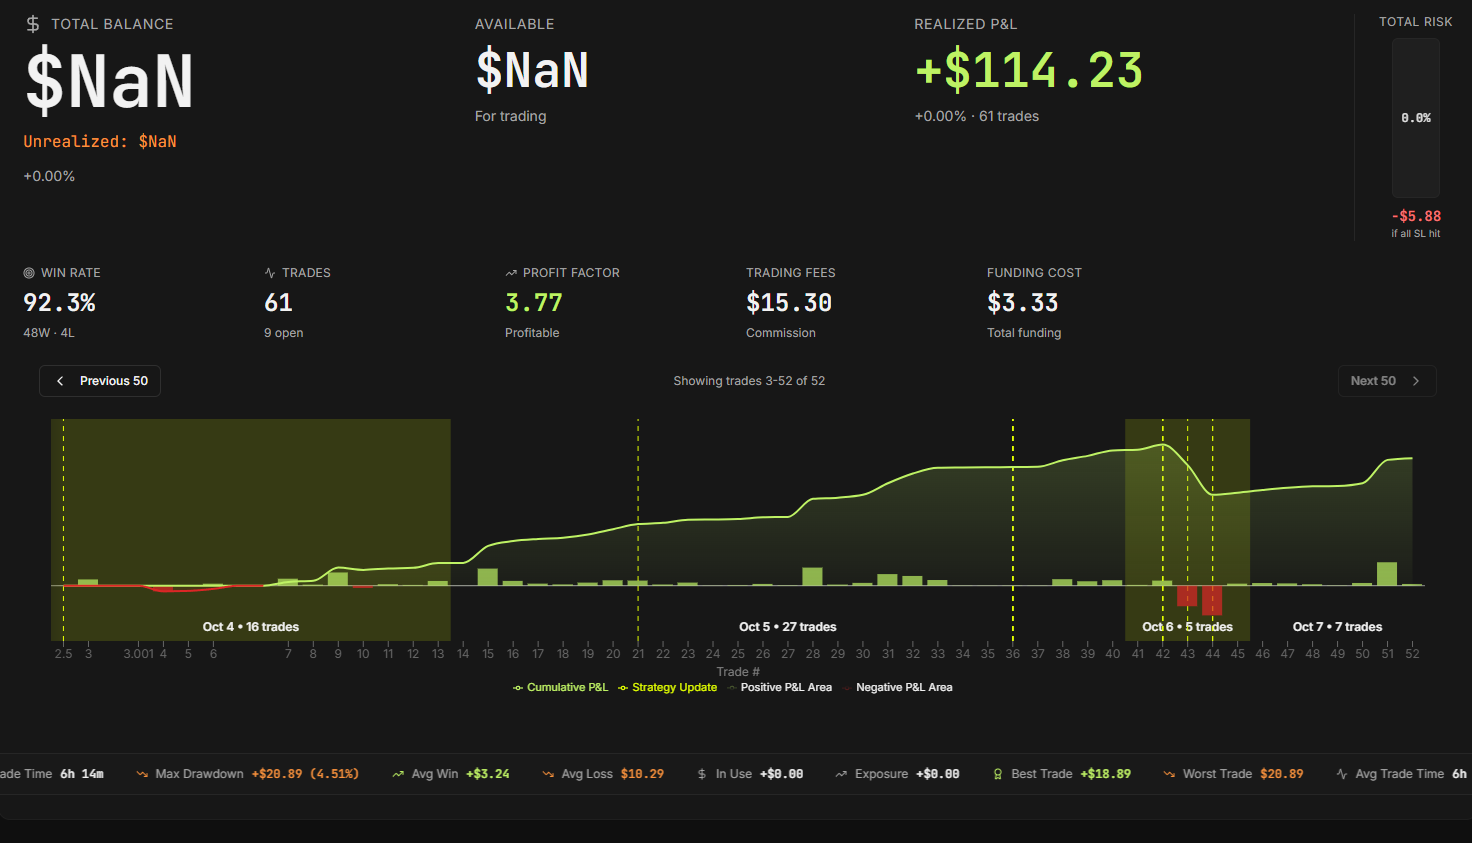 TOTAL BALANCE
$NaN
Unrealized: $NaN
+0.00%
AVAILABLE
$NaN
For trading
REALIZED P&L
+$114.23
+0.00% · 61 trades
TOTAL RISK
0.0%
-$5.88
if all SL hit
WIN RATE
92.3%
48W · 4L
TRADES
61
9 open
PROFIT FACTOR
3.77
Profitable
TRADING FEES
$15.30
Commission
FUNDING COST
$3.33
Total funding
Previous 50
Showing trades 3-52 of 52
Next 50
Oct 4 • 16 trades
Oct 5 • 27 trades
Oct 6 • 5 trades
Oct 7 • 7 trades
2.5 3 3.001 4 5 6 7 8 9 10 11 12 13 14 15 16 17 18 19 20 21 22 23 24 25 26 27 28 29 30 31 32 33 34 35 36 37 38 39 40 41 42 43 44 45 46 47 48 49 50 51 52
Trade #
Cumulative P&L Strategy Update Positive P&L Area Negative P&L Area
ade Time 6h 14m Max Drawdown +$20.89 (4.51%) Avg Win +$3.24 Avg Loss $10.29 In Use +$0.00 Exposure +$0.00 Best Trade +$18.89 Worst Trade $20.89 Avg Trade Time 6h